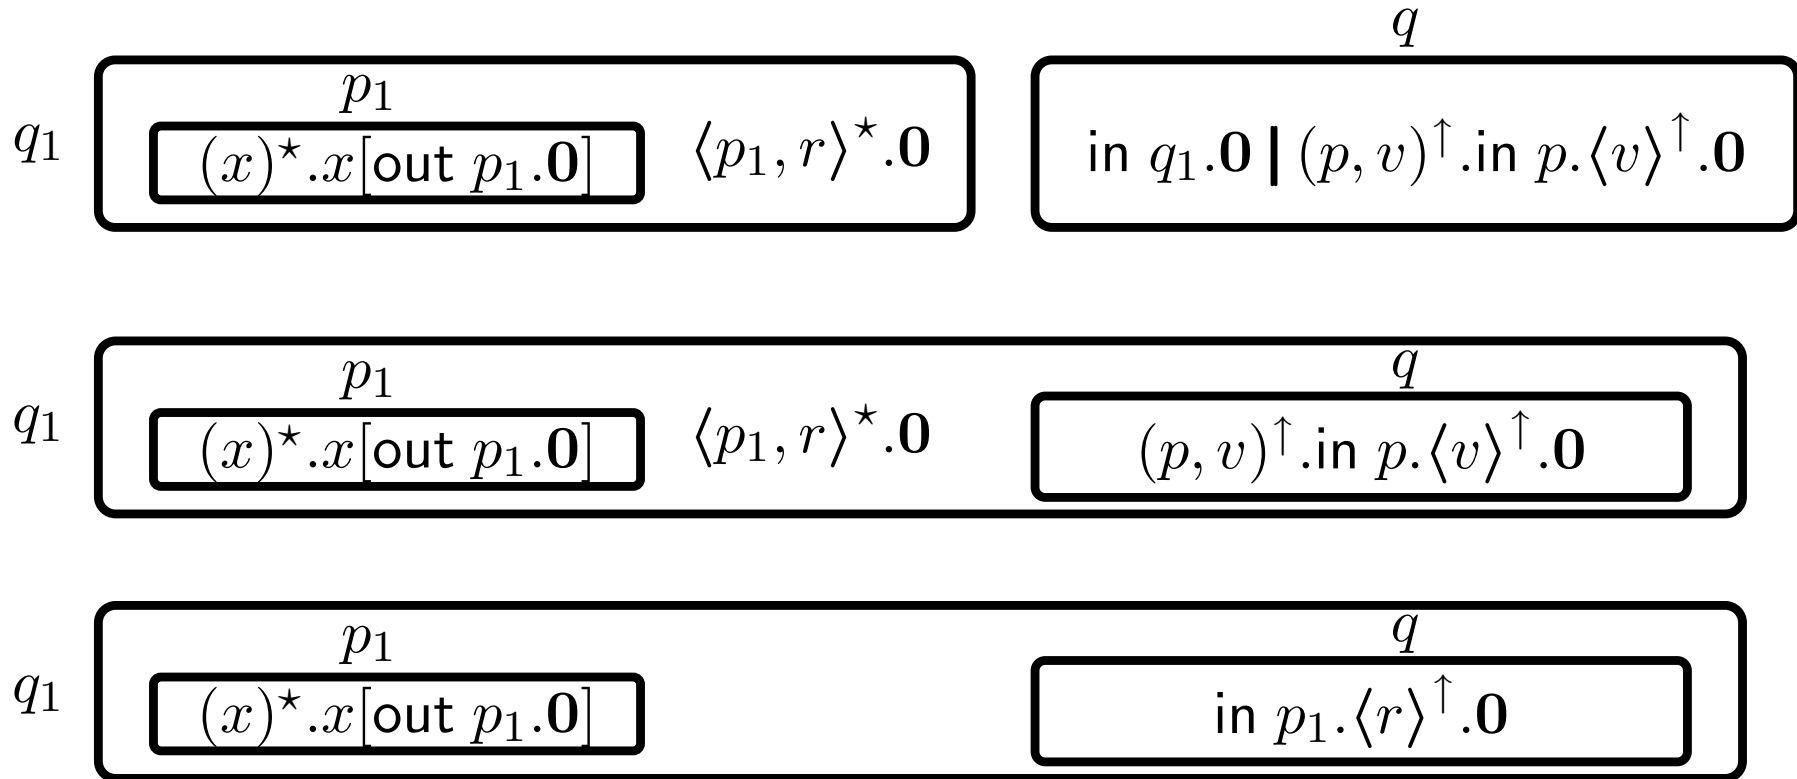 q
p₁
q₁ (x)⋆.x[out p₁.0] ⟨p₁, r⟩⋆.0 in q₁.0 | (p, v)↑.in p.⟨v⟩↑.0
p₁ q
q₁ (x)⋆.x[out p₁.0] ⟨p₁, r⟩⋆.0 (p, v)↑.in p.⟨v⟩↑.0
p₁ q
q₁ (x)⋆.x[out p₁.0] in p₁.⟨r⟩↑.0